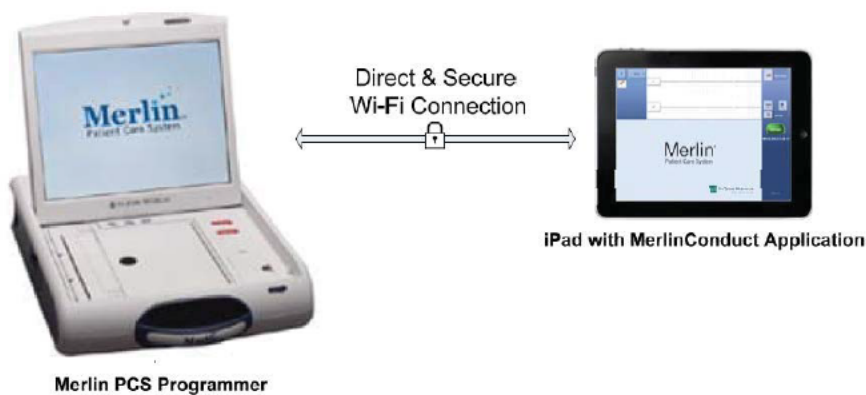 Merlin
Patient Care System
Direct & Secure
Wi-Fi Connection
Merlin
Patient Care System
iPad with MerlinConduct Application
Merlin PCS Programmer